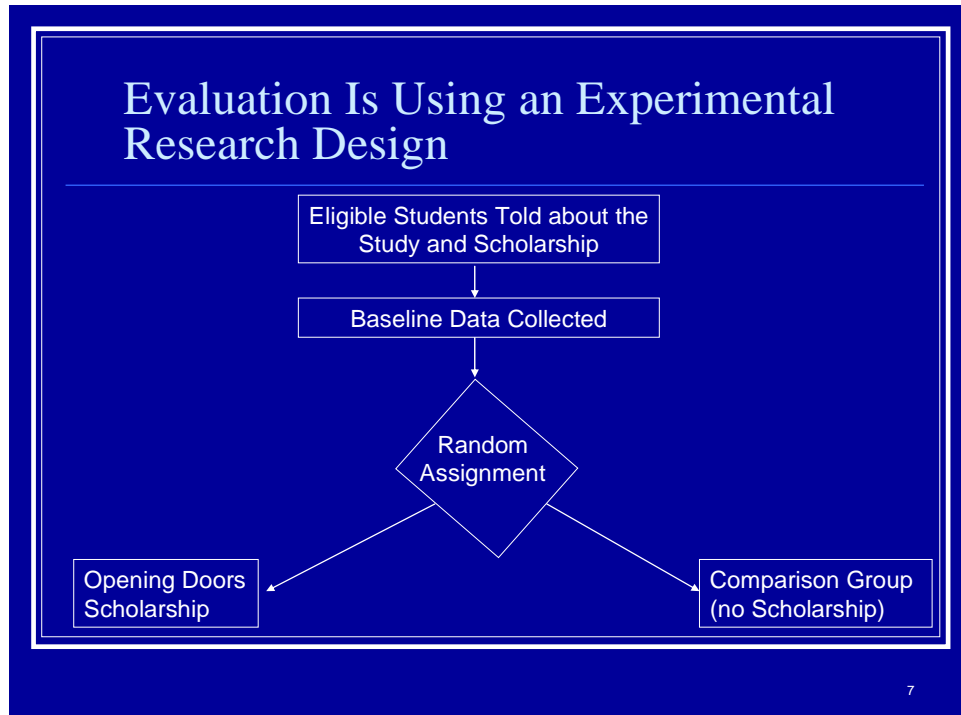 Evaluation Is Using an Experimental
Research Design
Eligible Students Told about the
Study and Scholarship
Baseline Data Collected
Random
Assignment
Opening Doors
Scholarship
Comparison Group
(no Scholarship)
7